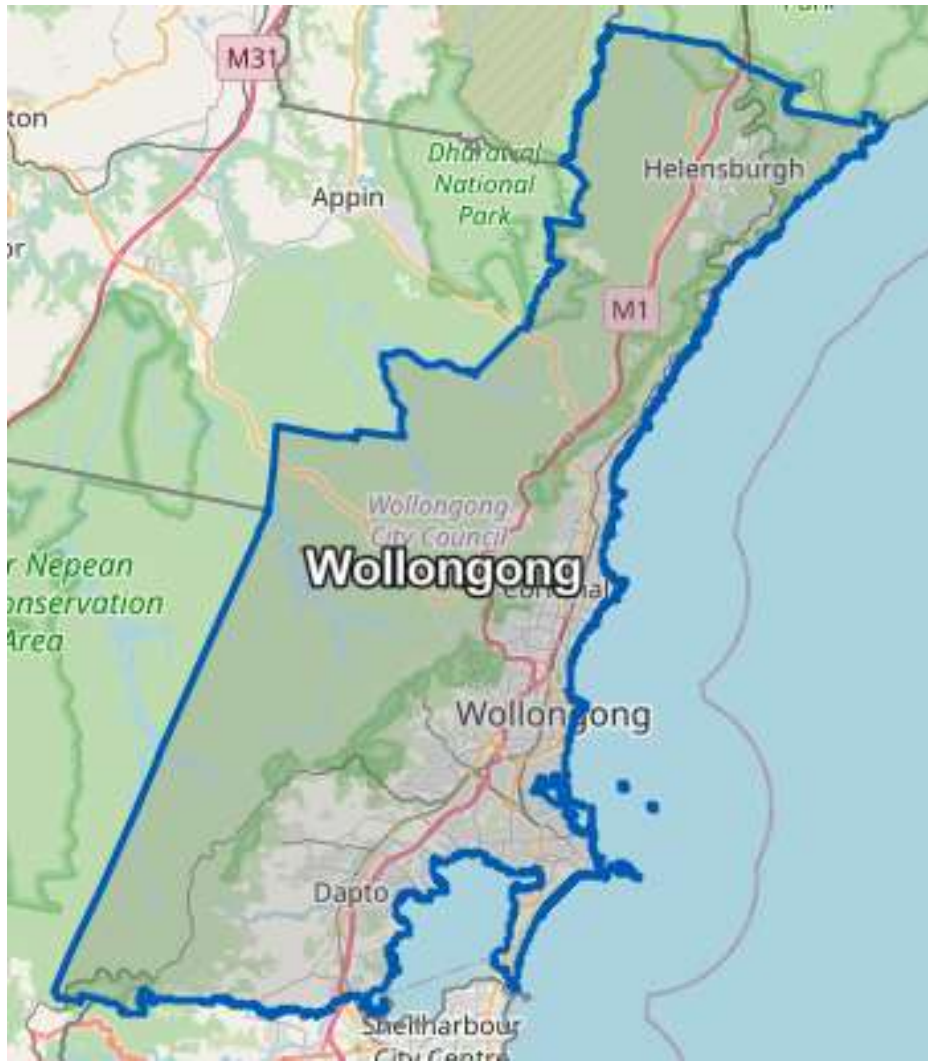 M31
ton
Appin
Dharawal
National
Park
Helensburgh
or
M1
Wollongong
City Council
Wollongong
r Nepean
onservation
Area
Wollongong
Dapto
Shellharbour
City Centre